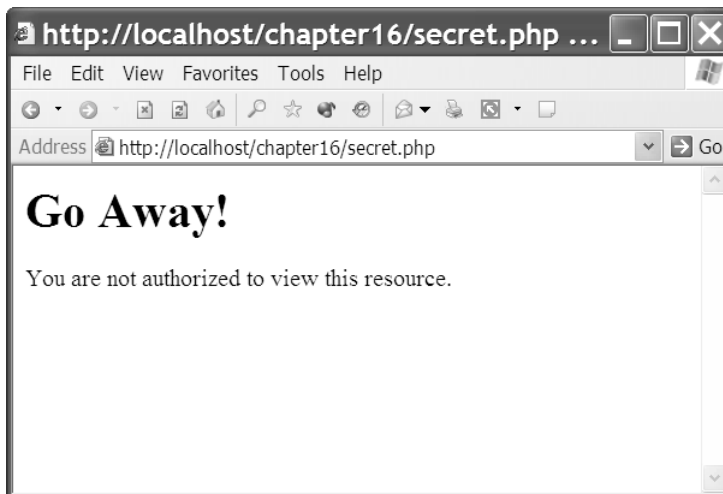 http://localhost/chapter16/secret.php ...
File Edit View Favorites Tools Help
Address http://localhost/chapter16/secret.php Go
Go Away!
You are not authorized to view this resource.